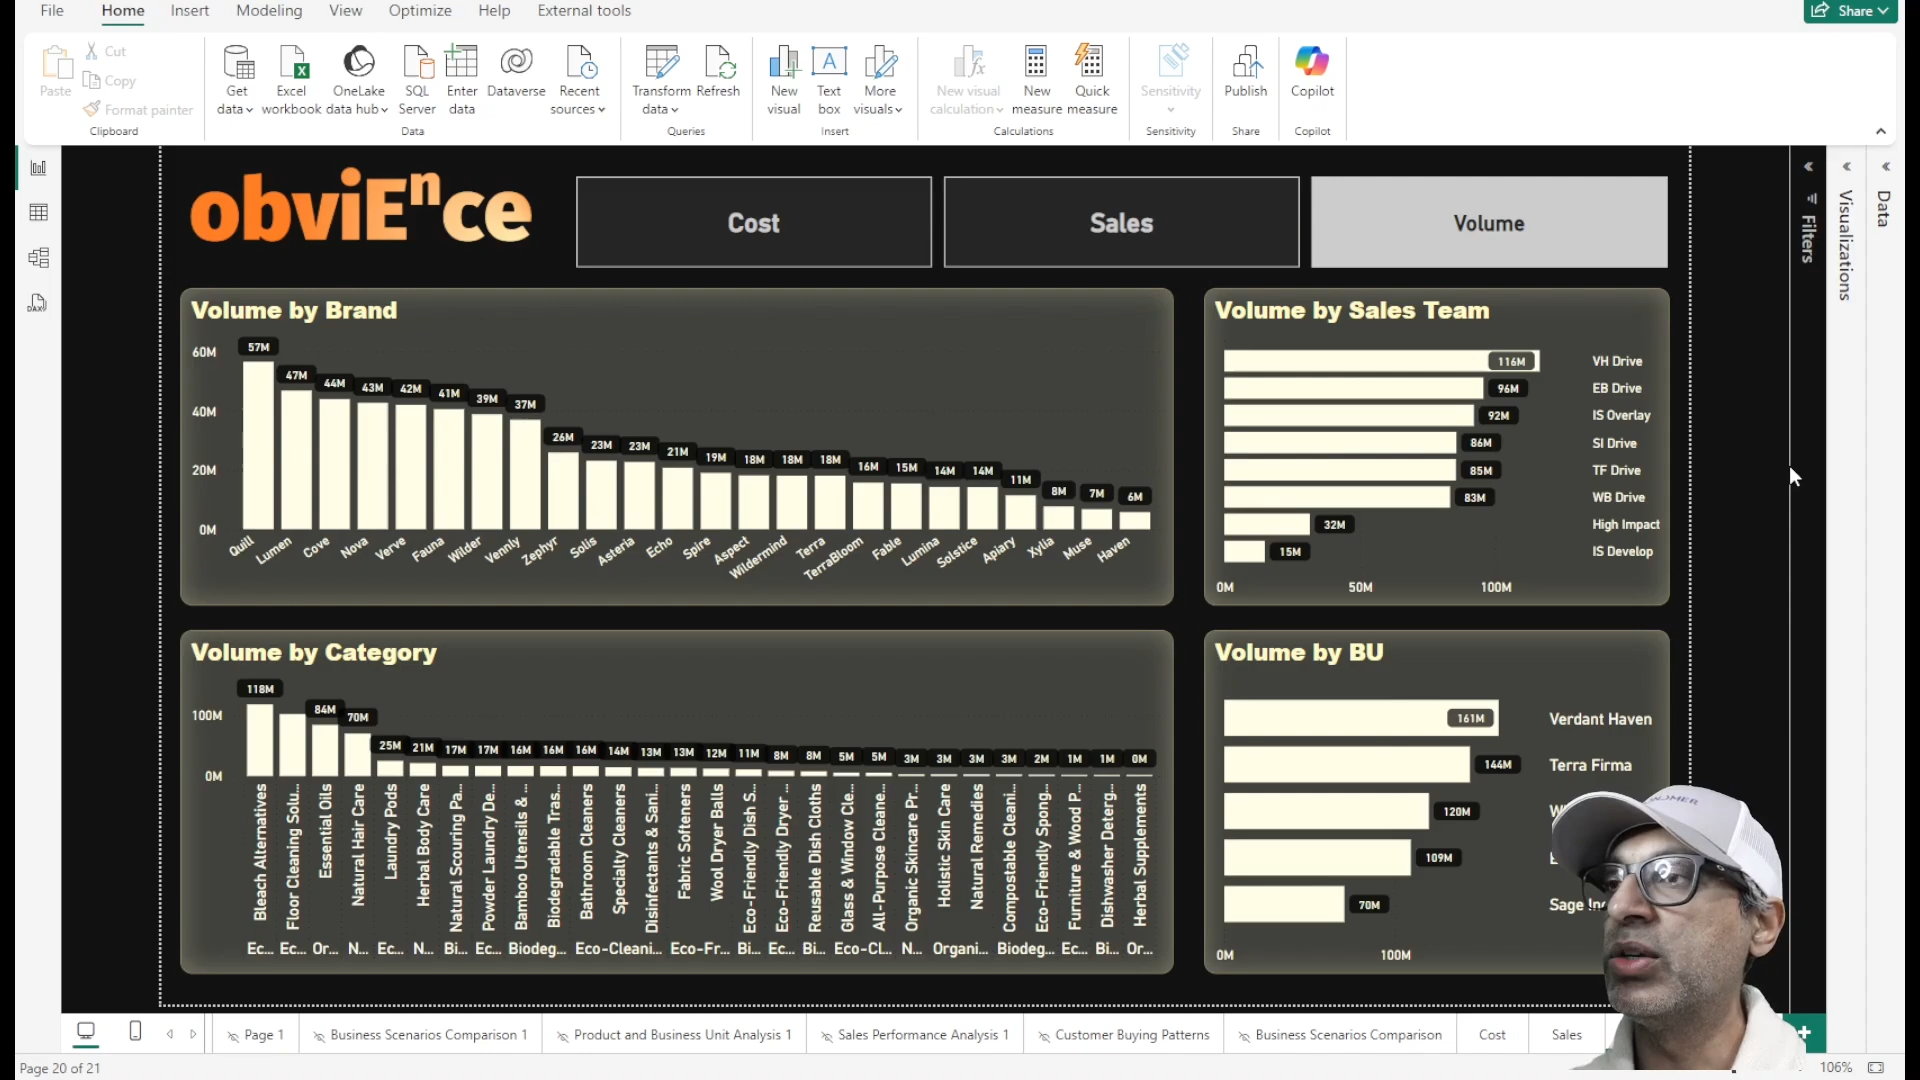 File Home Insert Modeling View Optimize Help External tools Share
Paste
Cut
Copy
Format painter
Clipboard
Get data
Excel workbook
OneLake data hub
SQL Server
Enter data
Dataverse
Recent sources
Data
Transform data
Refresh
Queries
New visual
Text box
More visuals
Insert
New visual calculation
New measure
Quick measure
Calculations
Sensitivity
Sensitivity
Publish
Share
Copilot
Copilot
obviEnce
Cost
Sales
Volume
Filters
Visualizations
Data
Volume by Brand
60M
40M
20M
0M
57M 47M 44M 43M 42M 41M 39M 37M 26M 23M 23M 21M 19M 18M 18M 18M 16M 15M 14M 14M 11M 8M 7M 6M
Quill Lumen Cove Nova Verve Fauna Wilder Vennly Zephyr Solis Asteria Echo Spire Aspect Wildermind Terra TerraBloom Fable Lumina Solstice Apiary Xylia Muse Haven
Volume by Sales Team
116M VH Drive
96M EB Drive
92M IS Overlay
86M SI Drive
85M TF Drive
83M WB Drive
32M High Impact
15M IS Develop
0M 50M 100M
Volume by Category
100M
0M
118M 84M 70M 25M 21M 17M 17M 16M 16M 16M 14M 13M 13M 12M 11M 8M 8M 5M 5M 3M 3M 3M 3M 2M 1M 1M 0M
Bleach Alternatives
Floor Cleaning Solu...
Essential Oils
Natural Hair Care
Laundry Pods
Herbal Body Care
Natural Scouring Pa...
Powder Laundry De...
Bamboo Utensils & ...
Biodegradable Tras...
Bathroom Cleaners
Specialty Cleaners
Disinfectants & Sani...
Fabric Softeners
Wool Dryer Balls
Eco-Friendly Dish S...
Eco-Friendly Dryer ...
Reusable Dish Cloths
Glass & Window Cle...
All-Purpose Cleane...
Organic Skincare Pr...
Holistic Skin Care
Natural Remedies
Compostable Cleani...
Eco-Friendly Spong...
Furniture & Wood P...
Dishwasher Deterg...
Herbal Supplements
Ec... Ec... Or... N... Ec... N... Bi... Ec... Biodeg... Eco-Cleani... Eco-Fr... Bi... Ec... Bi... Eco-Cl... N... Organi... Biodeg... Ec... Bi... Or...
Volume by BU
161M Verdant Haven
144M Terra Firma
120M
109M
70M Sage
0M 100M
Page 1
Business Scenarios Comparison 1
Product and Business Unit Analysis 1
Sales Performance Analysis 1
Customer Buying Patterns
Business Scenarios Comparison
Cost
Sales
Page 20 of 21
106%